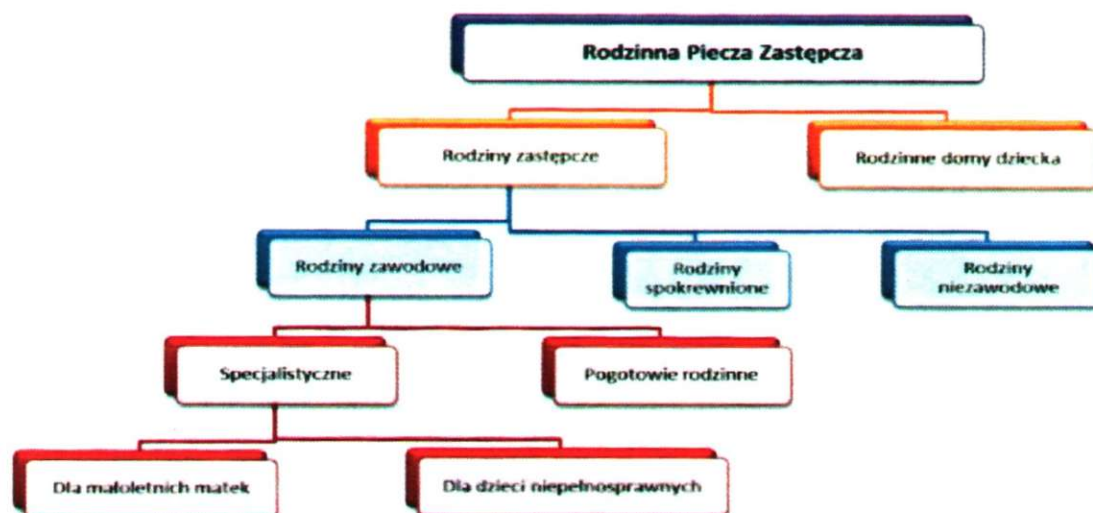 Rodzinna Piecza Zastępcza
Rodziny zastępcze
Rodzinne domy dziecka
Rodziny zawodowe
Rodziny
spokrewnione
Rodziny
niezawodowe
Specjalistyczne
Pogotowie rodzinne
Dla małoletnich matek
Dla dzieci niepełnosprawnych